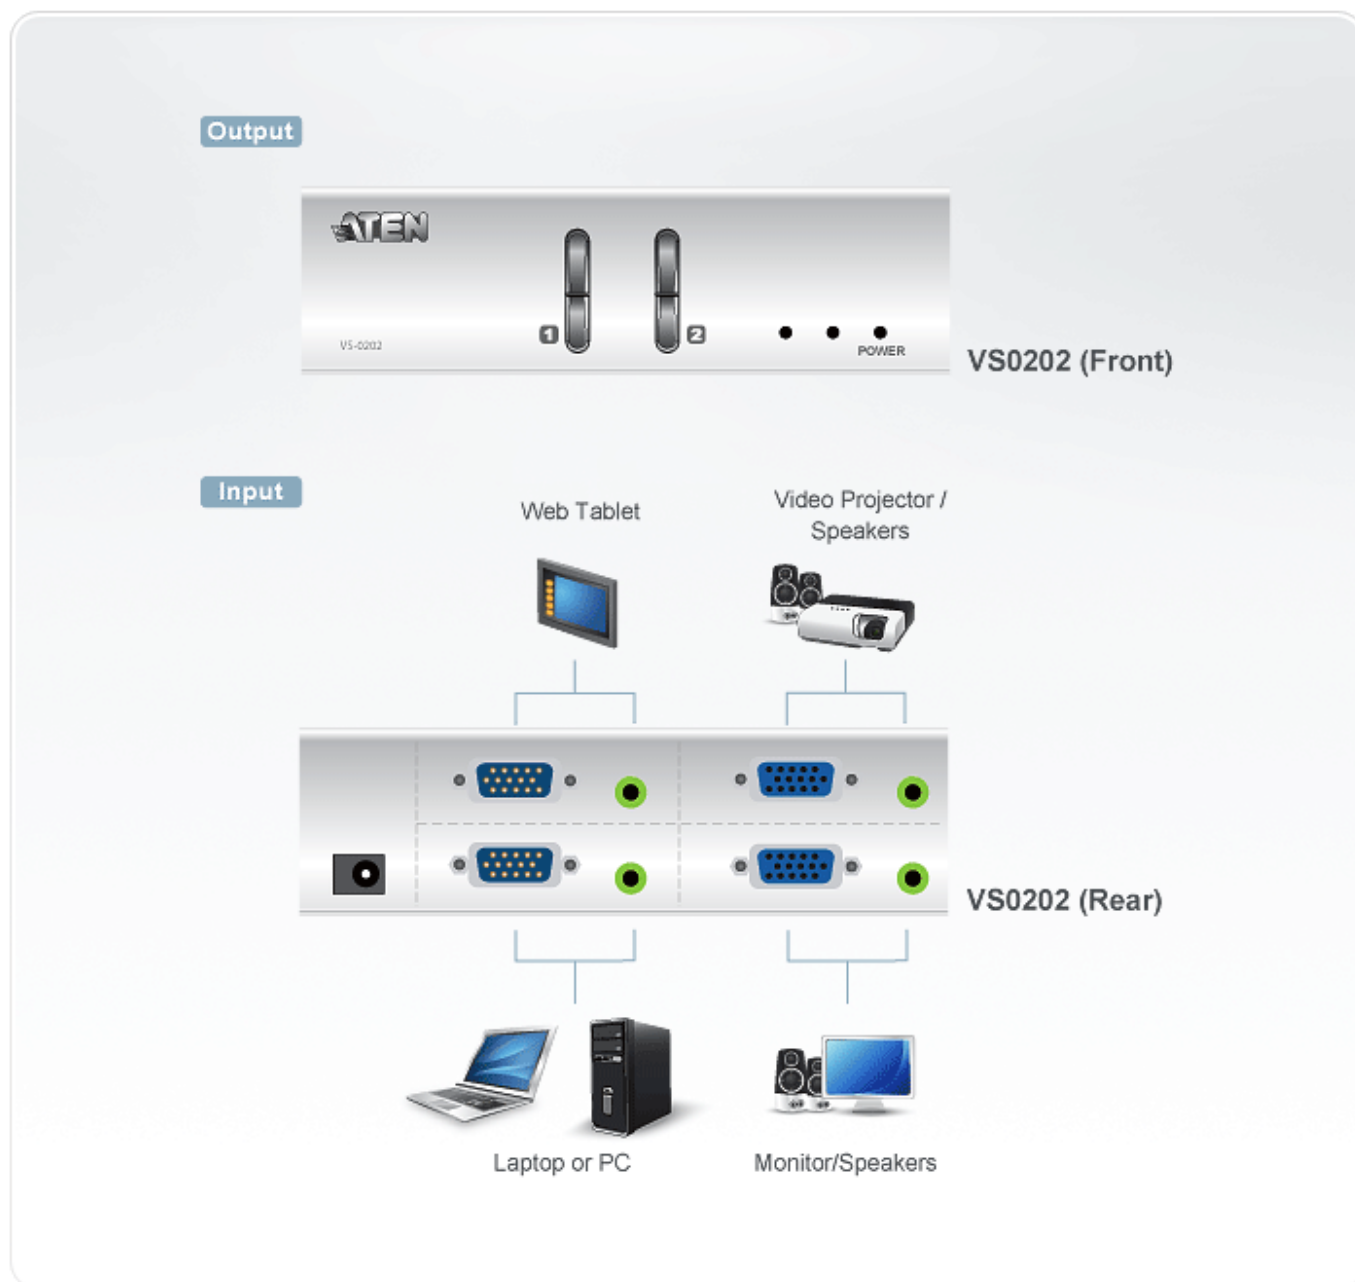 Output
ATEN
1
2
VS-0202
POWER
VS0202 (Front)
Input
Web Tablet
Video Projector /
Speakers
VS0202 (Rear)
Laptop or PC
Monitor/Speakers